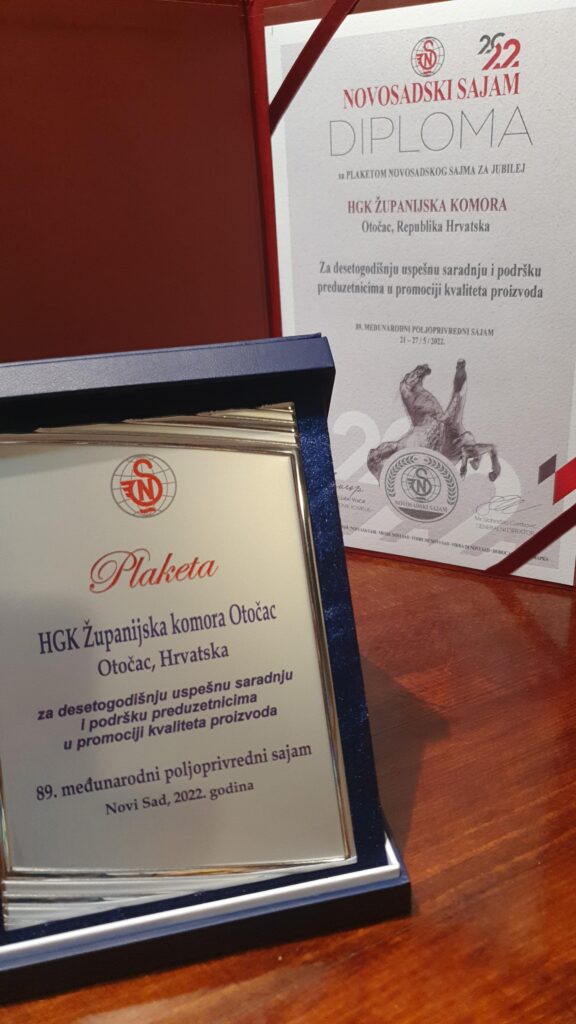 2022
NOVOSADSKI SAJAM
DIPLOMA
sa PLAKETOM NOVOSADSKOG SAJMA ZA JUBILEJ
HGK ŽUPANIJSKA KOMORA
Otočac, Republika Hrvatska
Za desetogodišnju uspešnu saradnju i podršku
preduzetnicima u promociji kvaliteta proizvoda
89. MEĐUNARODNI POLJOPRIVREDNI SAJAM
21 - 27 / 5 / 2022.
NOVOSADSKI SAJAM
GENERALNI DIREKTOR
Plaketa
HGK Županijska komora Otočac
Otočac, Hrvatska
za desetogodišnju uspešnu saradnju
i podršku preduzetnicima
u promociji kvaliteta proizvoda
89. međunarodni poljoprivredni sajam
Novi Sad, 2022. godina